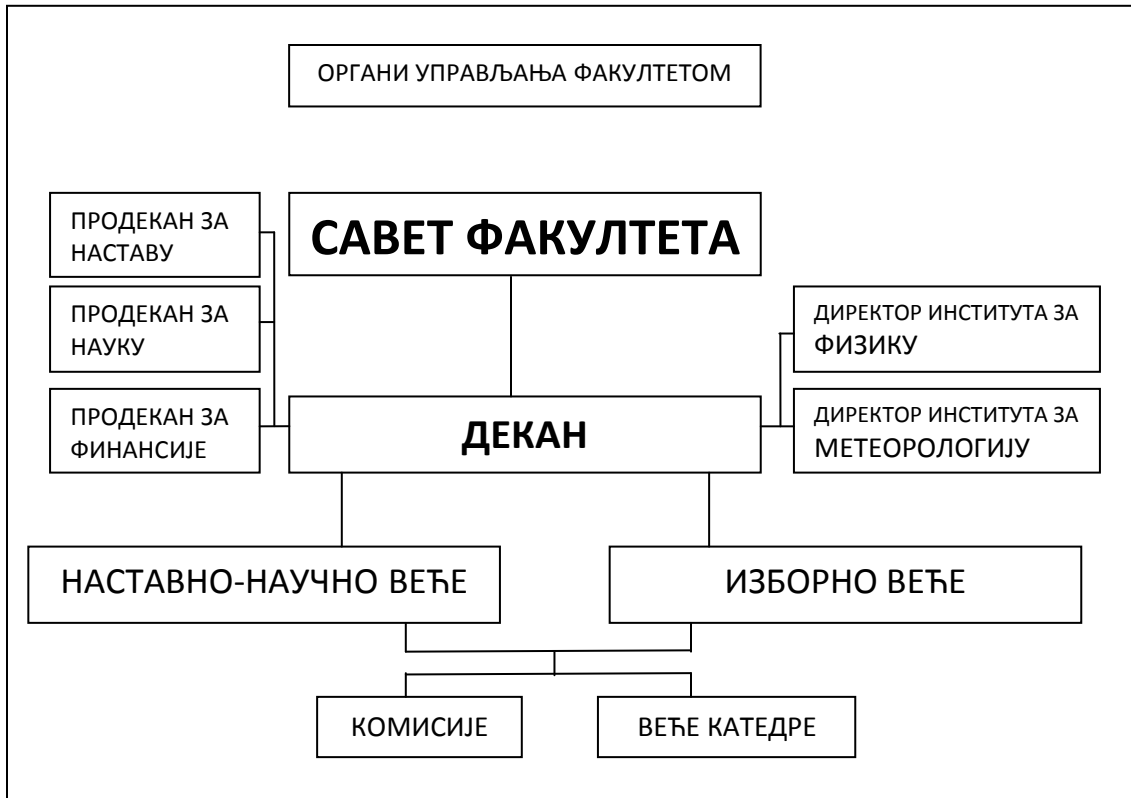 ОРГАНИ УПРАВЉАЊА ФАКУЛТЕТОМ
САВЕТ ФАКУЛТЕТА
ПРОДЕКАН ЗА
НАСТАВУ
ПРОДЕКАН ЗА
НАУКУ
ПРОДЕКАН ЗА
ФИНАНСИЈЕ
ДИРЕКТОР ИНСТИТУТА ЗА
ФИЗИКУ
ДИРЕКТОР ИНСТИТУТА ЗА
МЕТЕОРОЛОГИЈУ
ДЕКАН
НАСТАВНО-НАУЧНО ВЕЋЕ
ИЗБОРНО ВЕЋЕ
КОМИСИЈЕ
ВЕЋЕ КАТЕДРЕ